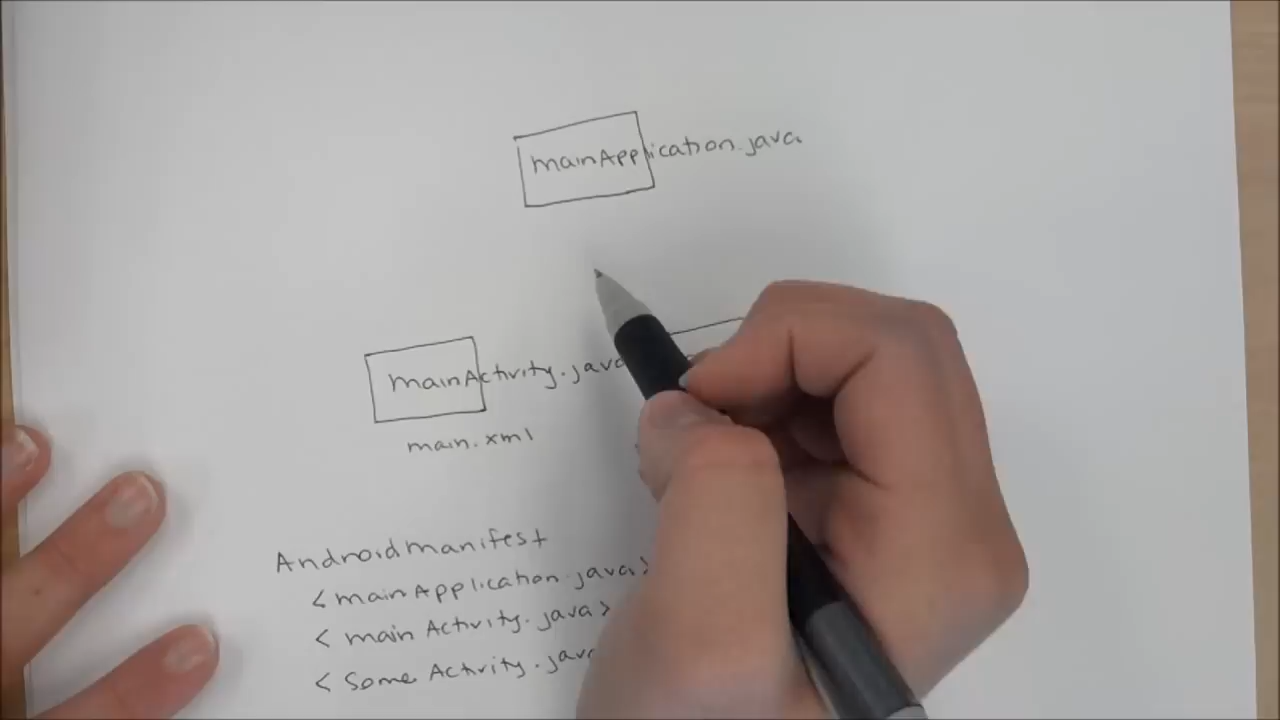 mainApplication.java
mainActivity.java
main.xml
Androidmanifest
<mainApplication.java>
<main Activity.java>
<Some Activity.java